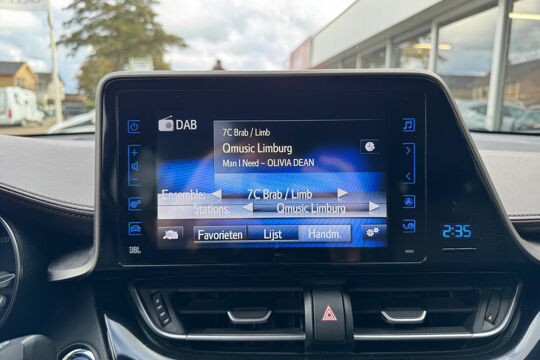 DAB
7C Brab / Limb
Qmusic Limburg
Man I Need – OLIVIA DEAN
Ensemble: 7C Brab / Limb
Stations: Qmusic Limburg
Favorieten Lijst Handm.
JBL
2:35